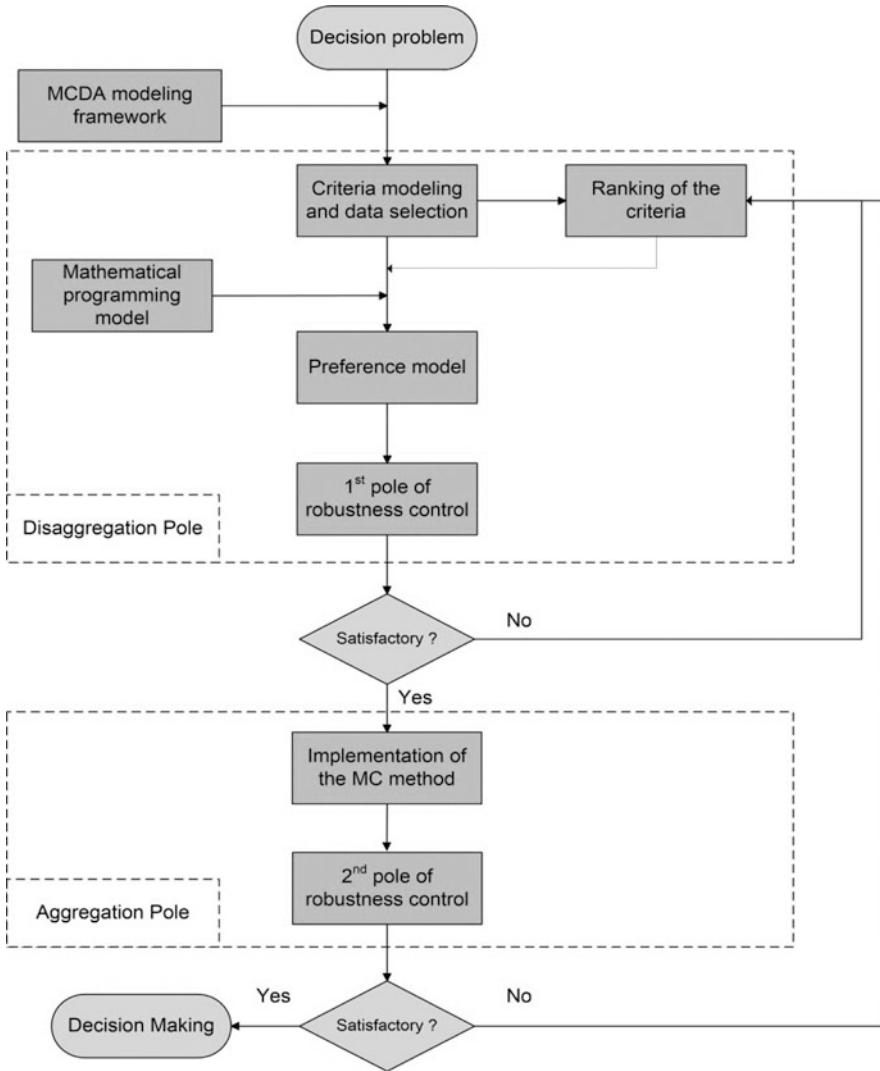 Decision problem
MCDA modeling
framework
Criteria modeling
and data selection
Ranking of the
criteria
Mathematical
programming
model
Preference model
1st pole of
robustness control
Disaggregation Pole
Satisfactory ?
No
Yes
Implementation of
the MC method
2nd pole of
robustness control
Aggregation Pole
Yes
No
Decision Making
Satisfactory ?